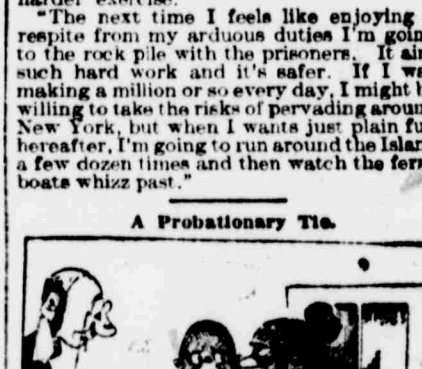 harder exercise.
"The next time I feels like enjoying
respite from my arduous duties I'm goin
to the rock pile with the prisoners. It ain
such hard work and it's safer. If I wa
making a million or so every day, I might b
willing to take the risks of pervading aroun
New York, but when I wants just plain fu
hereafter, I'm going to run around the Islan
a few dozen times and then watch the ferr
boats whizz past."
A Probationary Tie.